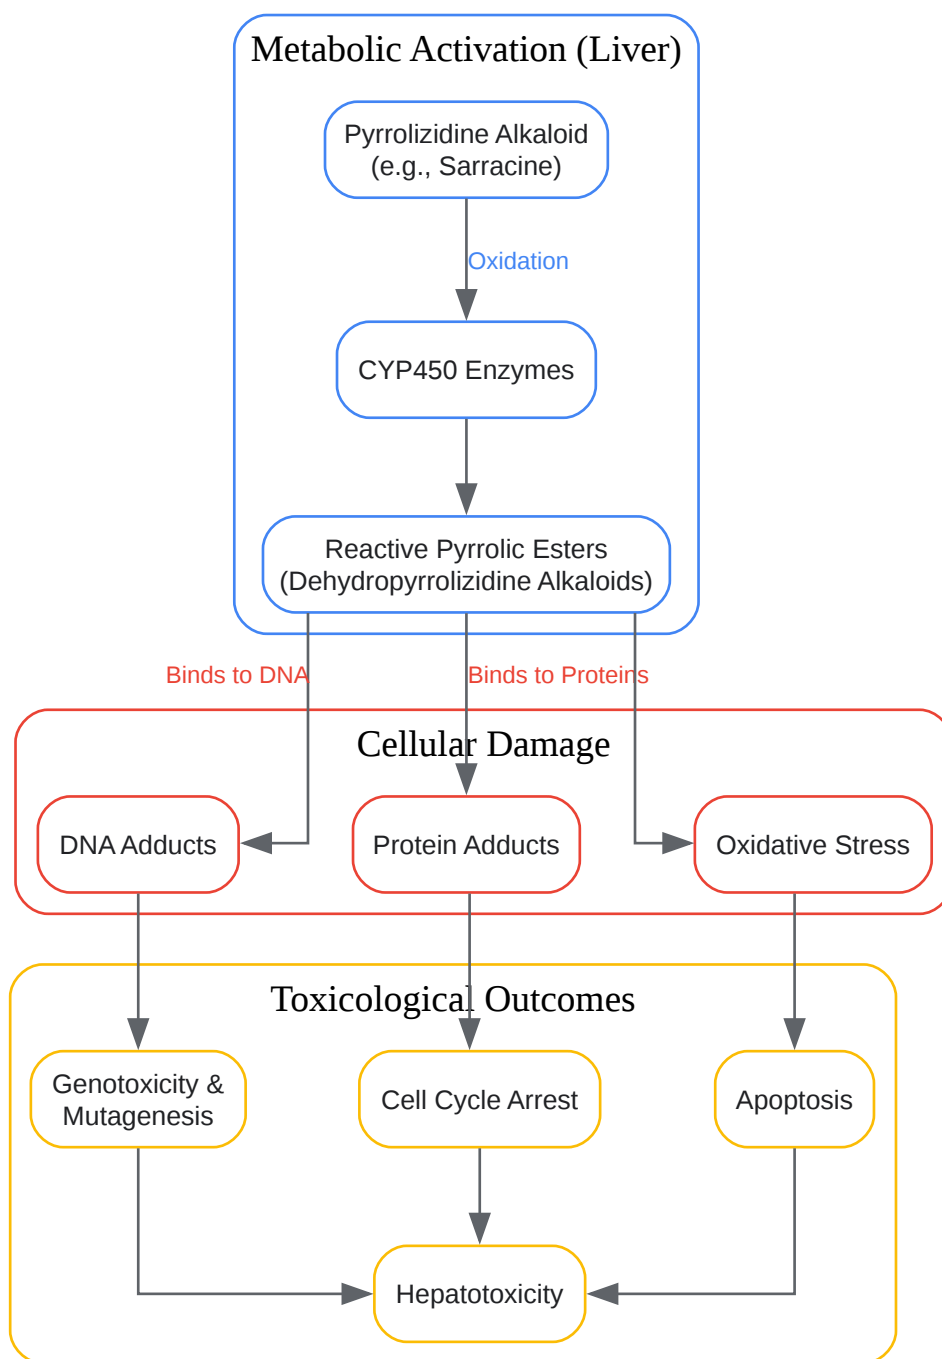 Metabolic Activation (Liver)
Pyrrolizidine Alkaloid
(e.g., Sarracine)
Oxidation
CYP450 Enzymes
Reactive Pyrrolic Esters
(Dehydropyrrolizidine Alkaloids)
Binds to DNA
Binds to Proteins
Cellular Damage
DNA Adducts
Protein Adducts
Oxidative Stress
Toxicological Outcomes
Genotoxicity &
Mutagenesis
Cell Cycle Arrest
Apoptosis
Hepatotoxicity